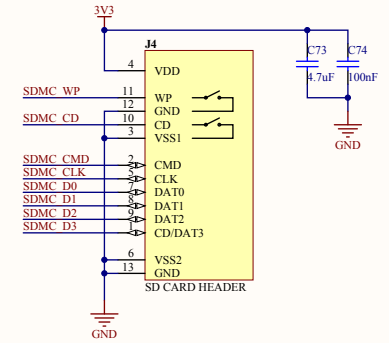 3V3
J4
C73
C74
4.7uF
100nF
GND
4 VDD
SDMC_WP 11 WP
12 GND
SDMC_CD 10 CD
3 VSS1
SDMC_CMD 2 CMD
SDMC_CLK 5 CLK
SDMC_D0 7 DAT0
SDMC_D1 8 DAT1
SDMC_D2 9 DAT2
SDMC_D3 1 CD/DAT3
6 VSS2
13 GND
SD CARD HEADER
GND